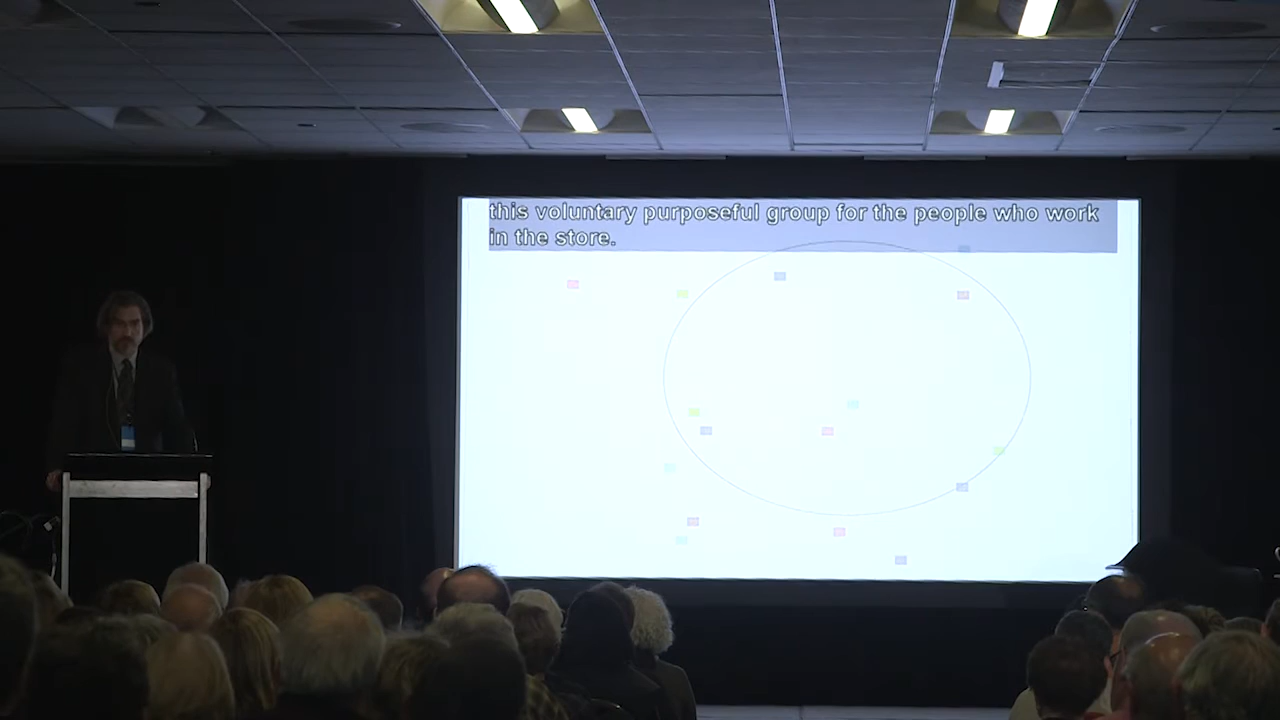 this voluntary purposeful group for the people who work
in the store.